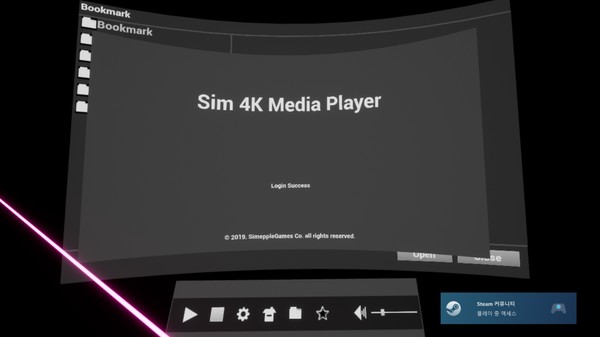 Bookmark
Bookmark
Sim 4K Media Player
Login Success
© 2019. SimeppleGames Co. all rights reserved.
Open
Close
Steam 커뮤니티
플레이 중 액세스